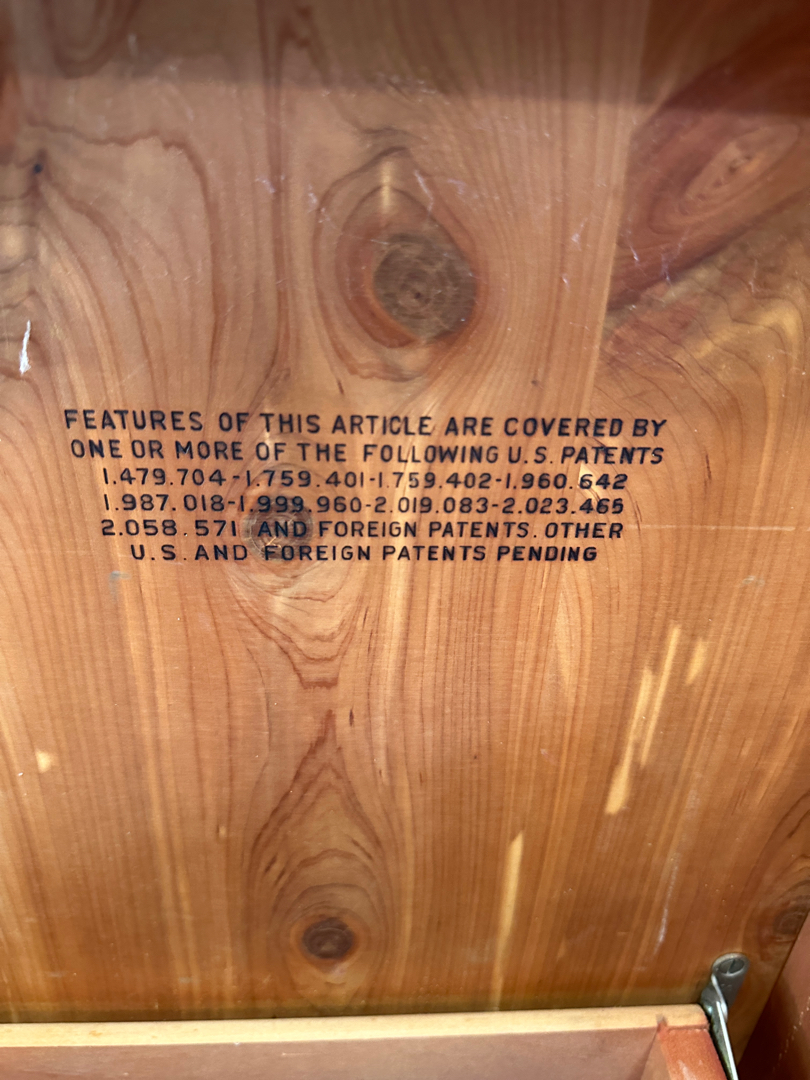 FEATURES OF THIS ARTICLE ARE COVERED BY
ONE OR MORE OF THE FOLLOWING U.S. PATENTS
1.479.704-1.759.401-1.759.402-1.960.642
1.987.018-1.999.960-2.019.083-2.023.465
2.058.571 AND FOREIGN PATENTS. OTHER
U.S. AND FOREIGN PATENTS PENDING